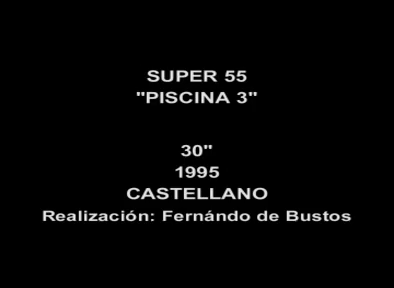 SUPER 55
"PISCINA 3"
30"
1995
CASTELLANO
Realización: Fernándo de Bustos